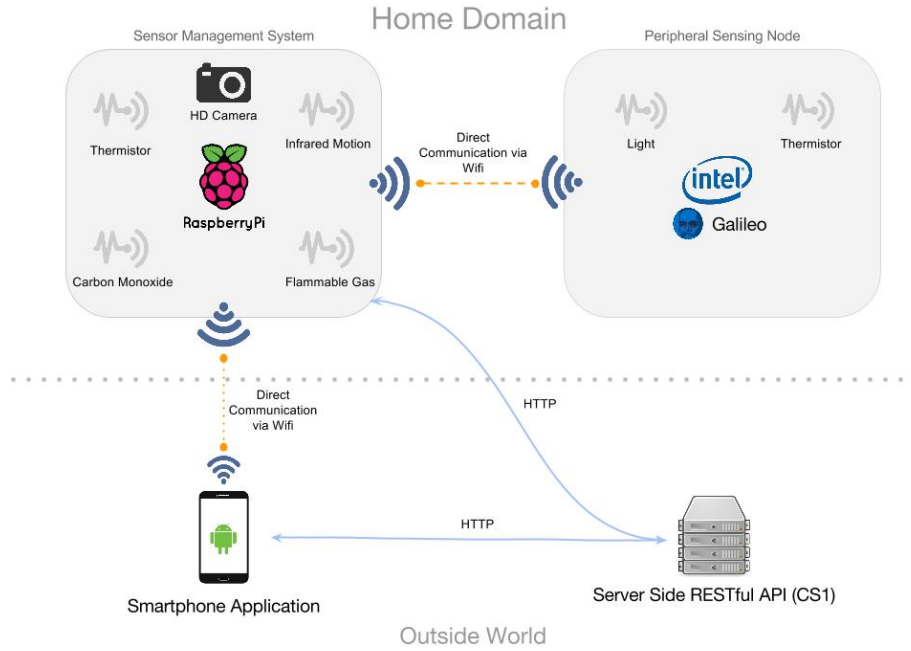 Home Domain
Sensor Management System
Peripheral Sensing Node
HD Camera
Thermistor
Infrared Motion
Direct
Communication via
Wifi
Light
Thermistor
intel
RaspberryPi
Galileo
Carbon Monoxide
Flammable Gas
Direct
Communication
via Wifi
HTTP
HTTP
Smartphone Application
Server Side RESTful API (CS1)
Outside World